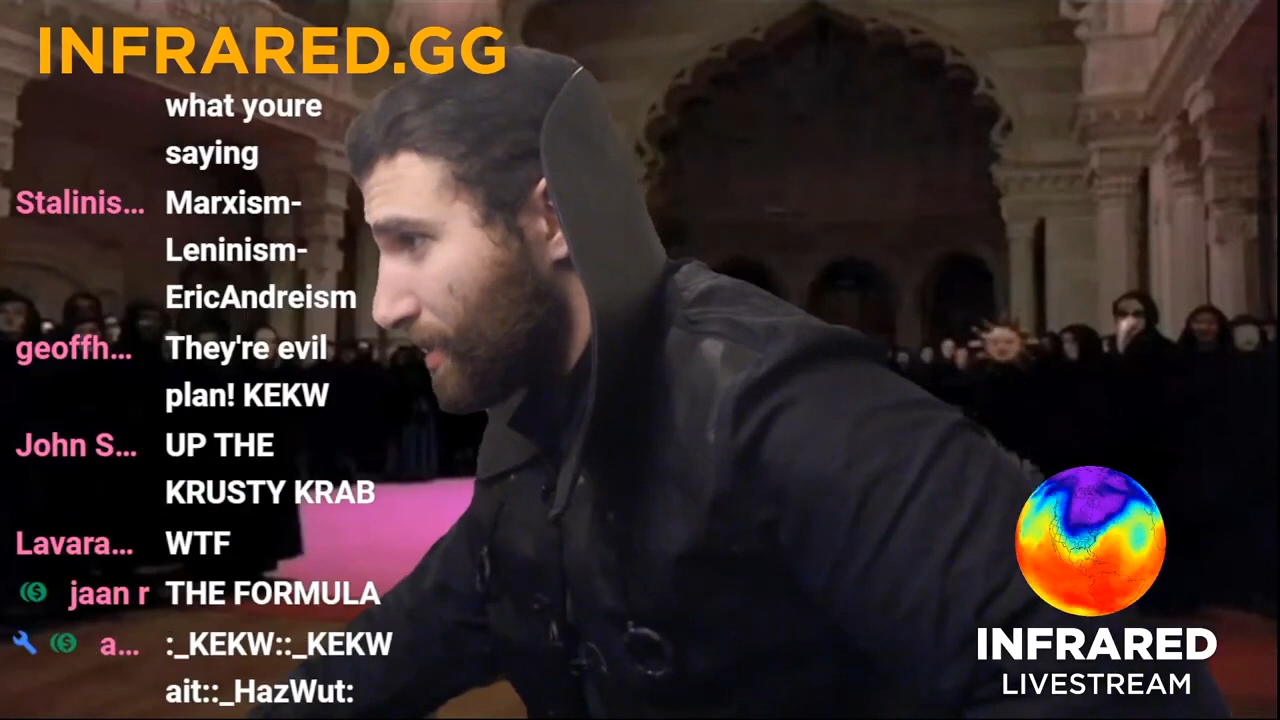 INFRARED.GG
what youre
saying
Stalinis... Marxism-
Leninism-
EricAndreism
geoffh... They're evil
plan! KEKW
John S... UP THE
KRUSTY KRAB
Lavara... WTF
jaan r THE FORMULA
a... :_KEKW::_KEKW
ait::_HazWut:
INFRARED
LIVESTREAM